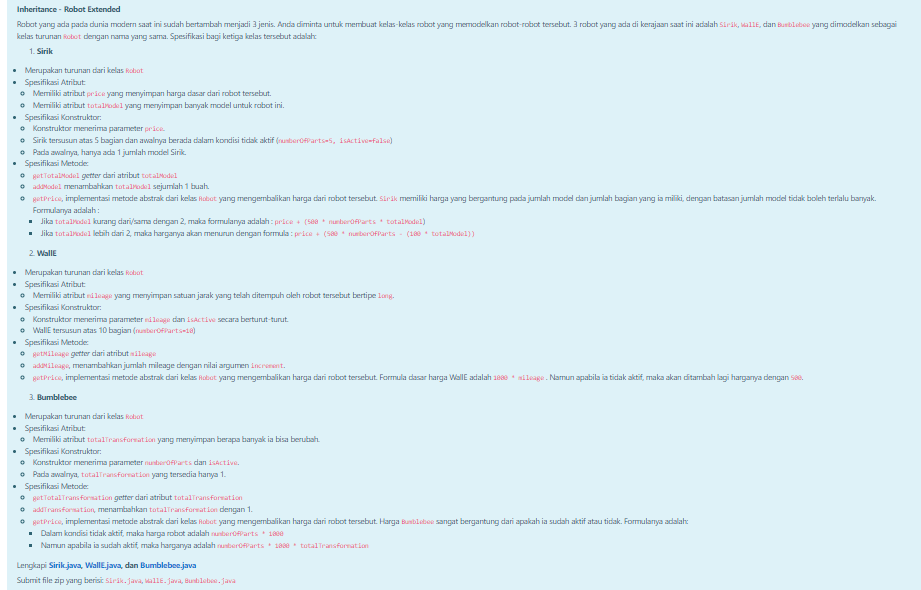 Inheritance - Robot Extended
Robot yang ada pada dunia modern saat ini sudah bertambah menjadi 3 jenis. Anda diminta untuk membuat kelas-kelas robot yang memodelkan robot-robot tersebut. 3 robot yang ada di kerajaan saat ini adalah Sirik, WallE, dan Bumblebee yang dimodelkan sebagai
kelas turunan Robot dengan nama yang sama. Spesifikasi bagi ketiga kelas tersebut adalah:
1. Sirik
• Merupakan turunan dari kelas Robot
• Spesifikasi Atribut:
o Memiliki atribut price yang menyimpan harga dasar dari robot tersebut.
o Memiliki atribut totalModel yang menyimpan banyak model untuk robot ini.
• Spesifikasi Konstruktor:
o Konstruktor menerima parameter price.
o Sirik tersusun atas 5 bagian dan awalnya berada dalam kondisi tidak aktif (numberOfParts=5, isActive=false)
o Pada awalnya, hanya ada 1 jumlah model Sirik.
• Spesifikasi Metode:
o getTotalModel getter dari atribut totalModel
o addModel menambahkan totalModel sejumlah 1 buah.
o getPrice, implementasi metode abstrak dari kelas Robot yang mengembalikan harga dari robot tersebut. Sirik memiliki harga yang bergantung pada jumlah model dan jumlah bagian yang ia miliki, dengan batasan jumlah model tidak boleh terlalu banyak.
Formulanya adalah :
▪ Jika totalModel kurang dari/sama dengan 2, maka formulanya adalah : price + (500 * numberOfParts * totalModel)
▪ Jika totalModel lebih dari 2, maka harganya akan menurun dengan formula : price + (500 * numberOfParts - (100 * totalModel))
2. WallE
• Merupakan turunan dari kelas Robot
• Spesifikasi Atribut:
o Memiliki atribut mileage yang menyimpan satuan jarak yang telah ditempuh oleh robot tersebut bertipe long.
• Spesifikasi Konstruktor:
o Konstruktor menerima parameter mileage dan isActive secara berturut-turut.
o WallE tersusun atas 10 bagian (numberOfParts=10)
• Spesifikasi Metode:
o getMileage getter dari atribut mileage
o addMileage, menambahkan jumlah mileage dengan nilai argumen increment.
o getPrice, implementasi metode abstrak dari kelas Robot yang mengembalikan harga dari robot tersebut. Formula dasar harga WallE adalah 1000 * mileage . Namun apabila ia tidak aktif, maka akan ditambah lagi harganya dengan 500.
3. Bumblebee
• Merupakan turunan dari kelas Robot
• Spesifikasi Atribut:
o Memiliki atribut totalTransformation yang menyimpan berapa banyak ia bisa berubah.
• Spesifikasi Konstruktor:
o Konstruktor menerima parameter numberOfParts dan isActive.
o Pada awalnya, totalTransformation yang tersedia hanya 1.
• Spesifikasi Metode:
o getTotalTransformation getter dari atribut totalTransformation
o addTransformation, menambahkan totalTransformation dengan 1.
o getPrice, implementasi metode abstrak dari kelas Robot yang mengembalikan harga dari robot tersebut. Harga Bumblebee sangat bergantung dari apakah ia sudah aktif atau tidak. Formulanya adalah:
▪ Dalam kondisi tidak aktif, maka harga robot adalah numberOfParts * 1000
▪ Namun apabila ia sudah aktif, maka harganya adalah numberOfParts * 1000 * totalTransformation
Lengkapi Sirik.java, WallE.java, dan Bumblebee.java
Submit file zip yang berisi: Sirik.java, WallE.java, Bumblebee.java